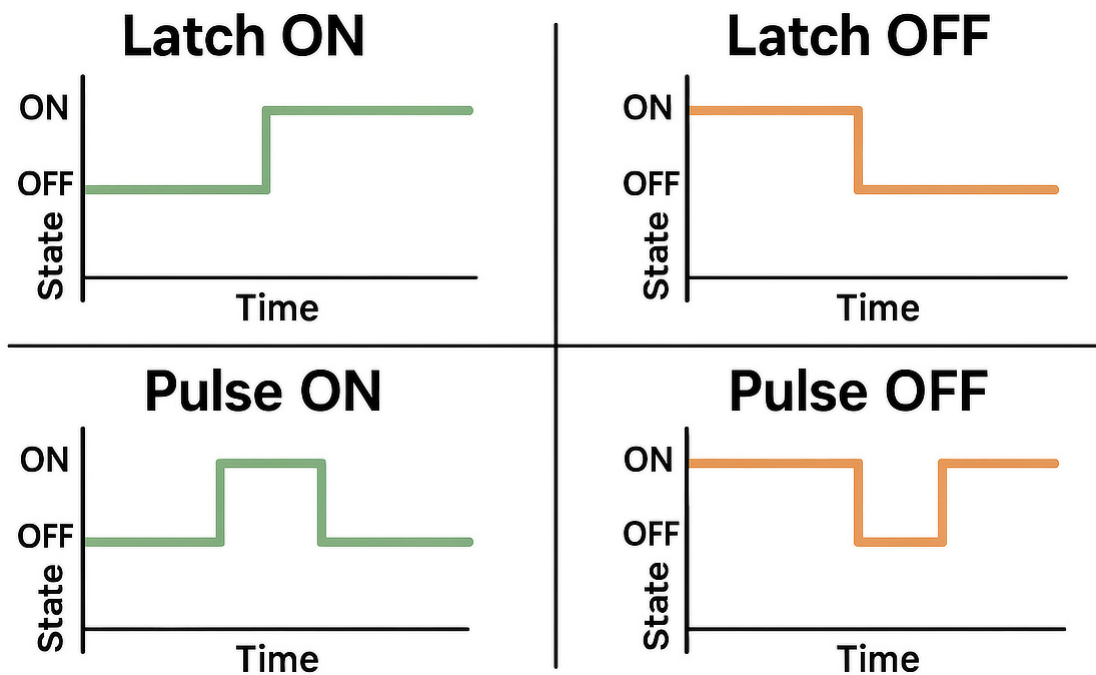 Latch ON
ON
OFF
State
Time
Latch OFF
ON
OFF
State
Time
Pulse ON
ON
OFF
State
Time
Pulse OFF
ON
OFF
State
Time